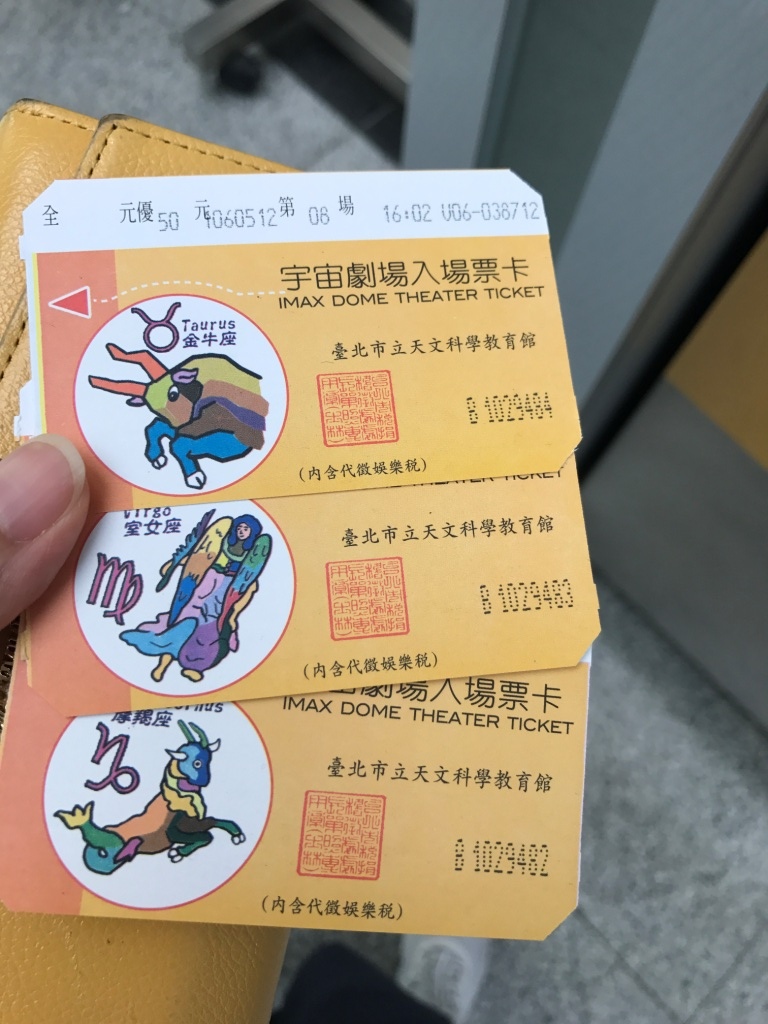 全 元優 50 元 1060512 第 08 場 16:02 V06-038712
宇宙劇場入場票卡
IMAX DOME THEATER TICKET
Taurus
金牛座
臺北市立天文科學教育館
B 1029484
(內含代徵娛樂稅)
THEATER TICKET
Virgo
室女座
臺北市立天文科學教育館
B 1029483
(內含代徵娛樂稅)
宙劇場入場票卡
IMAX DOME THEATER TICKET
摩羯座
臺北市立天文科學教育館
B 1029482
(內含代徵娛樂稅)